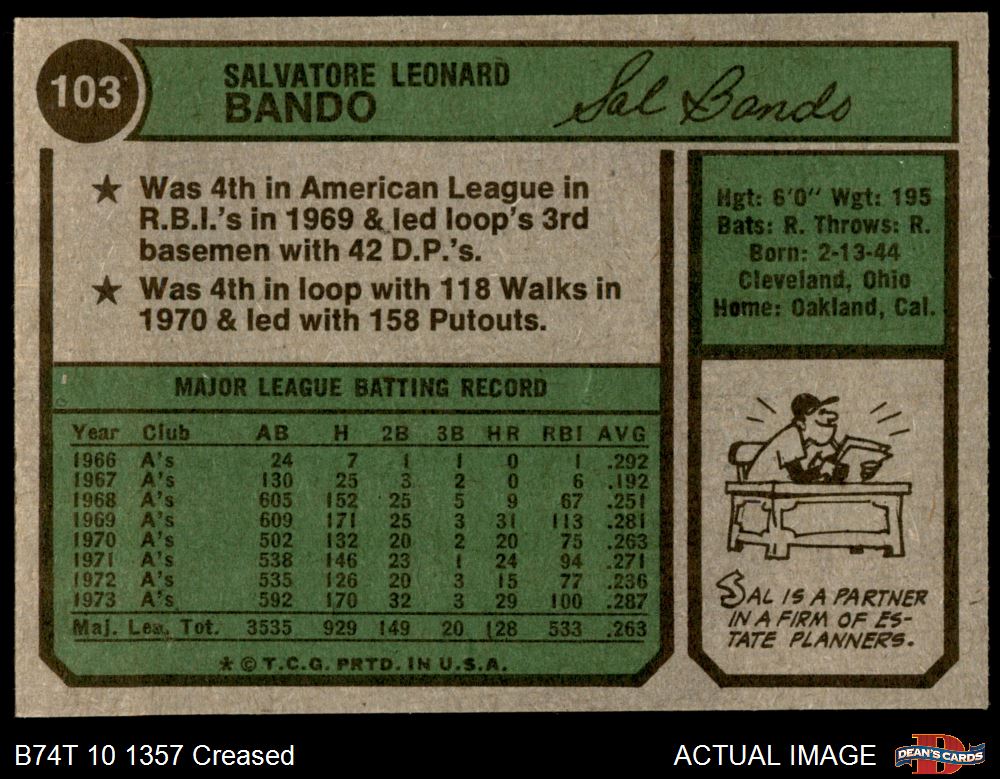 103
SALVATORE LEONARD
BANDO
Sal Bando
★ Was 4th in American League in
R.B.I.'s in 1969 & led loop's 3rd
basemen with 42 D.P.'s.
★ Was 4th in loop with 118 Walks in
1970 & led with 158 Putouts.
Hgt: 6'0" Wgt: 195
Bats: R. Throws: R.
Born: 2-13-44
Cleveland, Ohio
Home: Oakland, Cal.
MAJOR LEAGUE BATTING RECORD
Year Club AB H 2B 3B HR RBI AVG
1966 A's 24 7 1 1 0 1 .292
1967 A's 130 25 3 2 0 6 .192
1968 A's 605 152 25 5 9 67 .251
1969 A's 609 171 25 3 31 113 .281
1970 A's 502 132 20 2 20 75 .263
1971 A's 538 146 23 1 24 94 .271
1972 A's 535 126 20 3 15 77 .236
1973 A's 592 170 32 3 29 100 .287
Maj. Lea. Tot. 3535 929 149 20 128 533 .263
★ © T.C.G. PRTD. IN U.S.A.
SAL IS A PARTNER
IN A FIRM OF ES-
TATE PLANNERS.
B74T 10 1357 Creased
ACTUAL IMAGE
DEAN'S CARDS